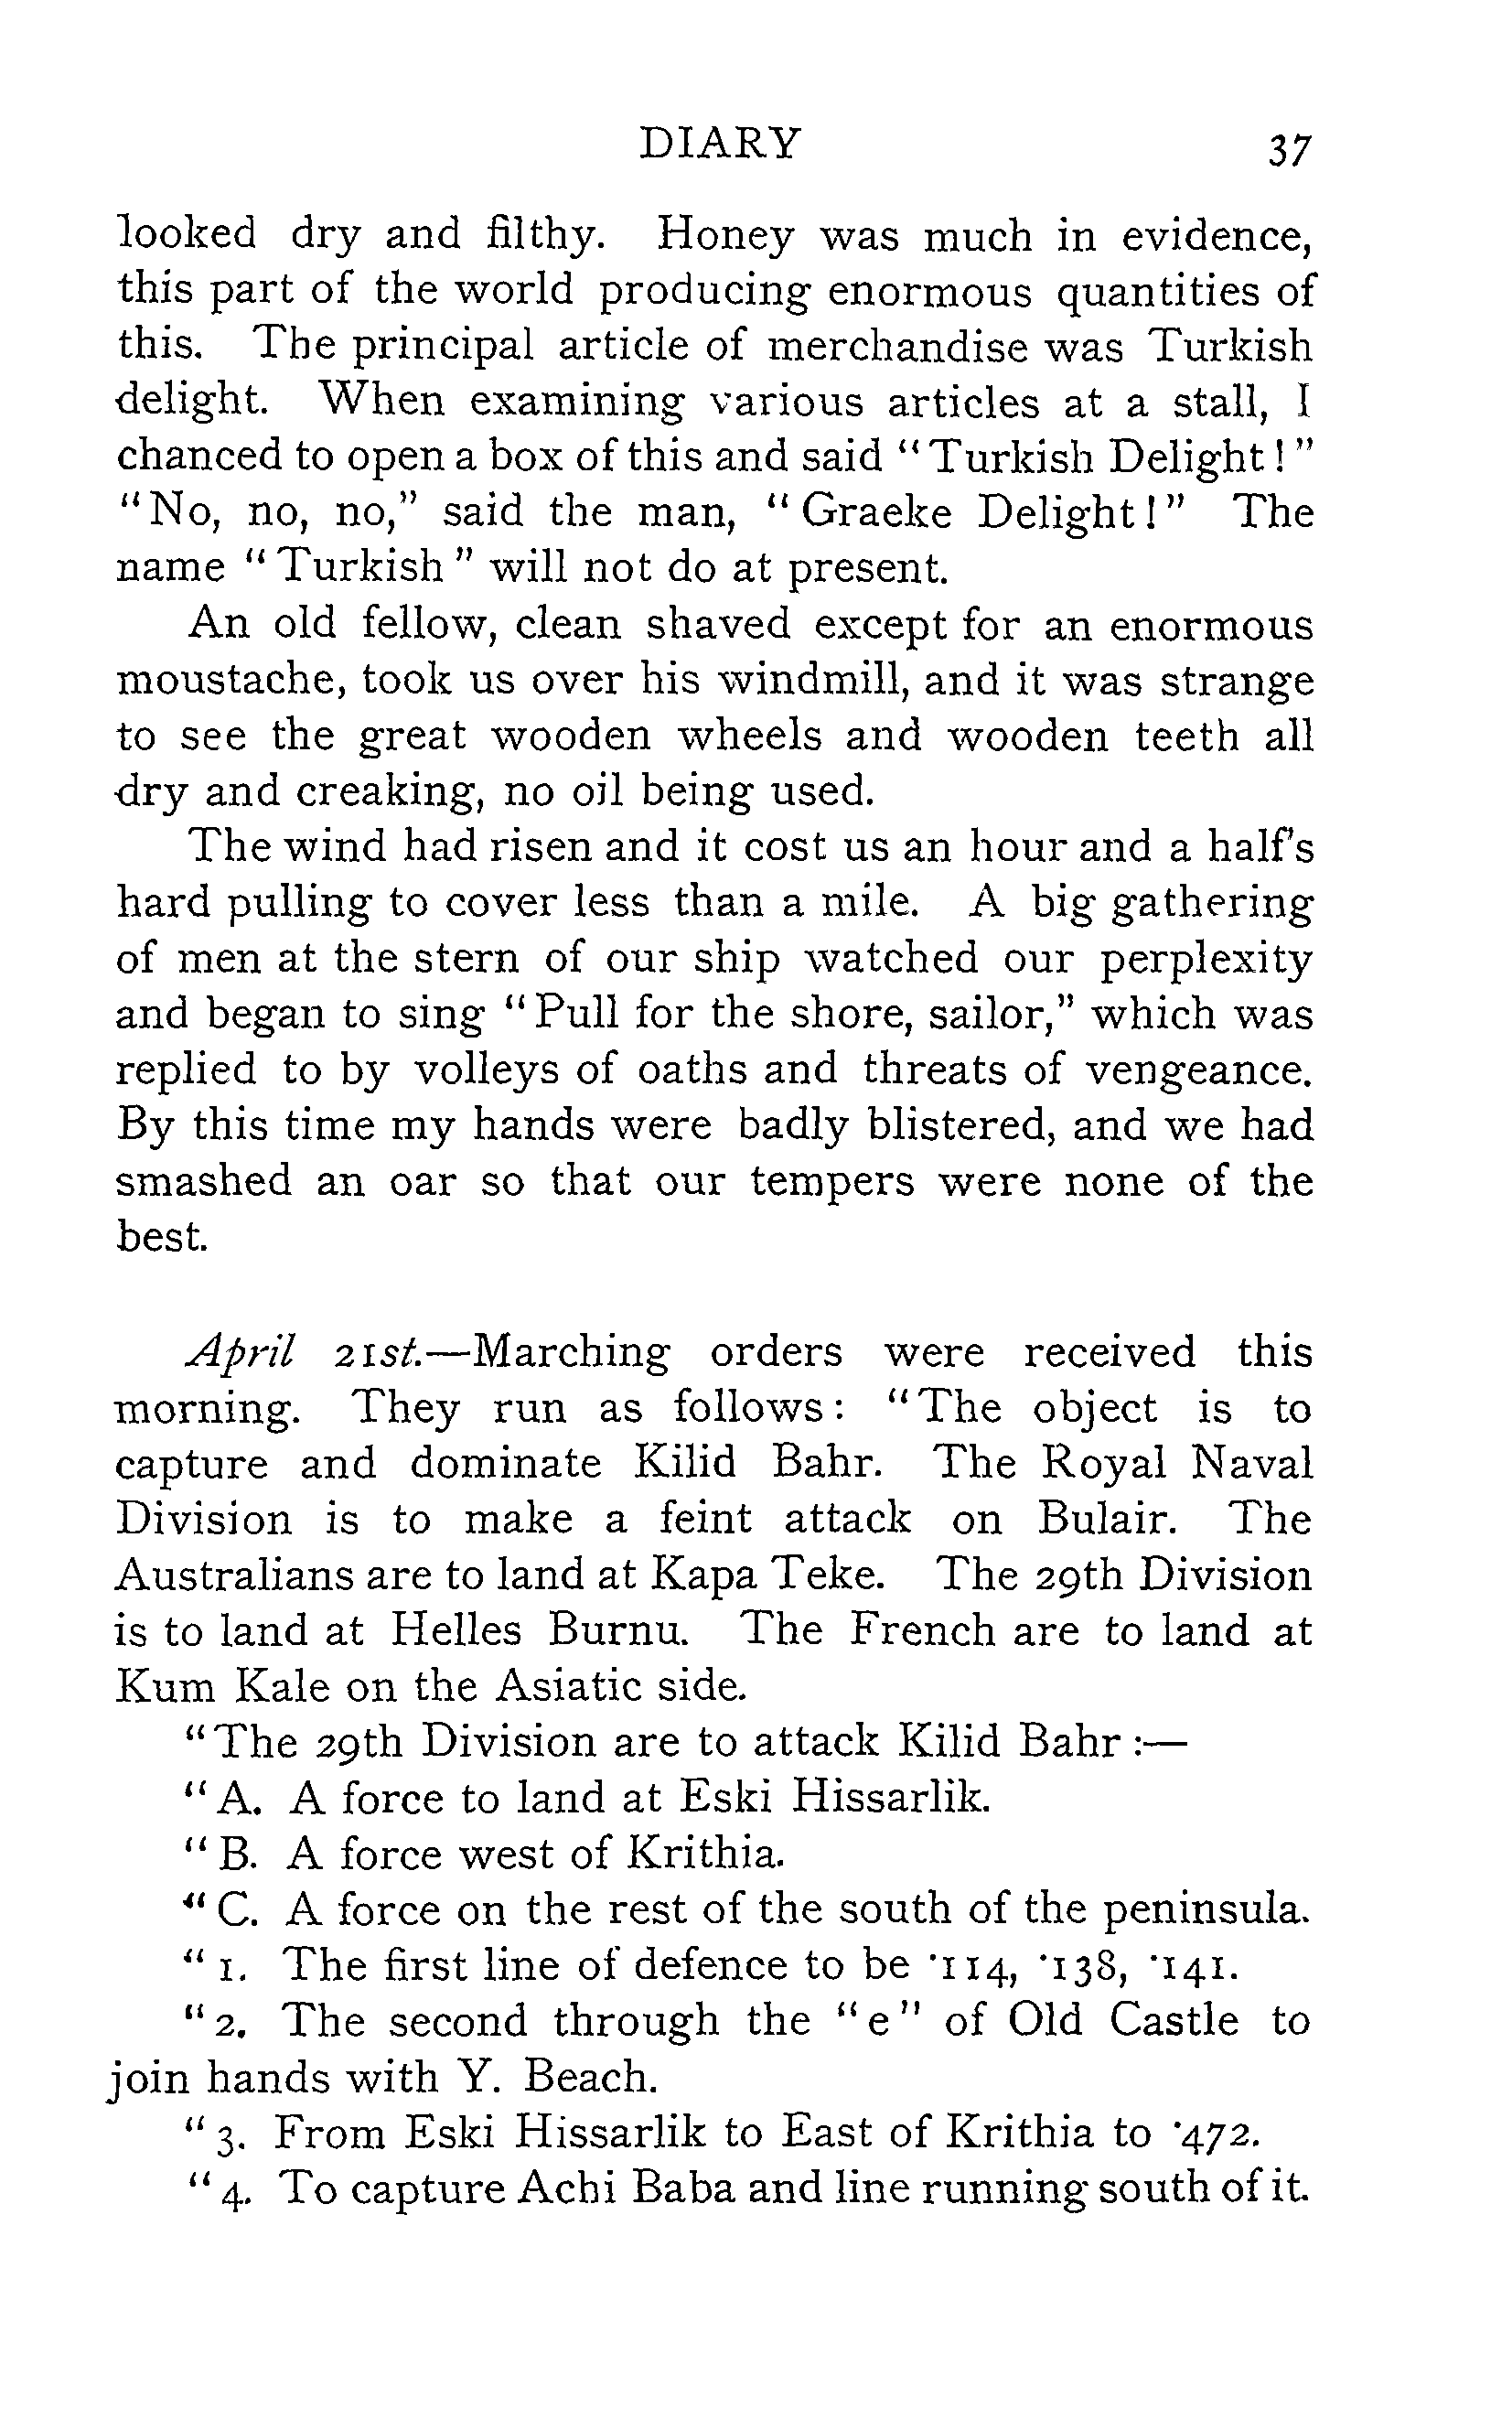 DIARY 37
looked dry and filthy. Honey was much in evidence,
this part of the world producing enormous quantities of
this. The principal article of merchandise was Turkish
delight. When examining various articles at a stall, I
chanced to open a box of this and said “Turkish Delight!”
“No, no, no,” said the man, “Graeke Delight!” The
name “Turkish” will not do at present.
An old fellow, clean shaved except for an enormous
moustache, took us over his windmill, and it was strange
to see the great wooden wheels and wooden teeth all
dry and creaking, no oil being used.
The wind had risen and it cost us an hour and a half's
hard pulling to cover less than a mile. A big gathering
of men at the stern of our ship watched our perplexity
and began to sing “Pull for the shore, sailor,” which was
replied to by volleys of oaths and threats of vengeance.
By this time my hands were badly blistered, and we had
smashed an oar so that our tempers were none of the
best.
April 21st.—Marching orders were received this
morning. They run as follows: “The object is to
capture and dominate Kilid Bahr. The Royal Naval
Division is to make a feint attack on Bulair. The
Australians are to land at Kapa Teke. The 29th Division
is to land at Helles Burnu. The French are to land at
Kum Kale on the Asiatic side.
“The 29th Division are to attack Kilid Bahr:—
“A. A force to land at Eski Hissarlik.
“B. A force west of Krithia.
“C. A force on the rest of the south of the peninsula.
“1. The first line of defence to be ·114, ·138, ·141.
“2. The second through the “e” of Old Castle to
join hands with Y. Beach.
“3. From Eski Hissarlik to East of Krithia to ·472.
“4. To capture Achi Baba and line running south of it.